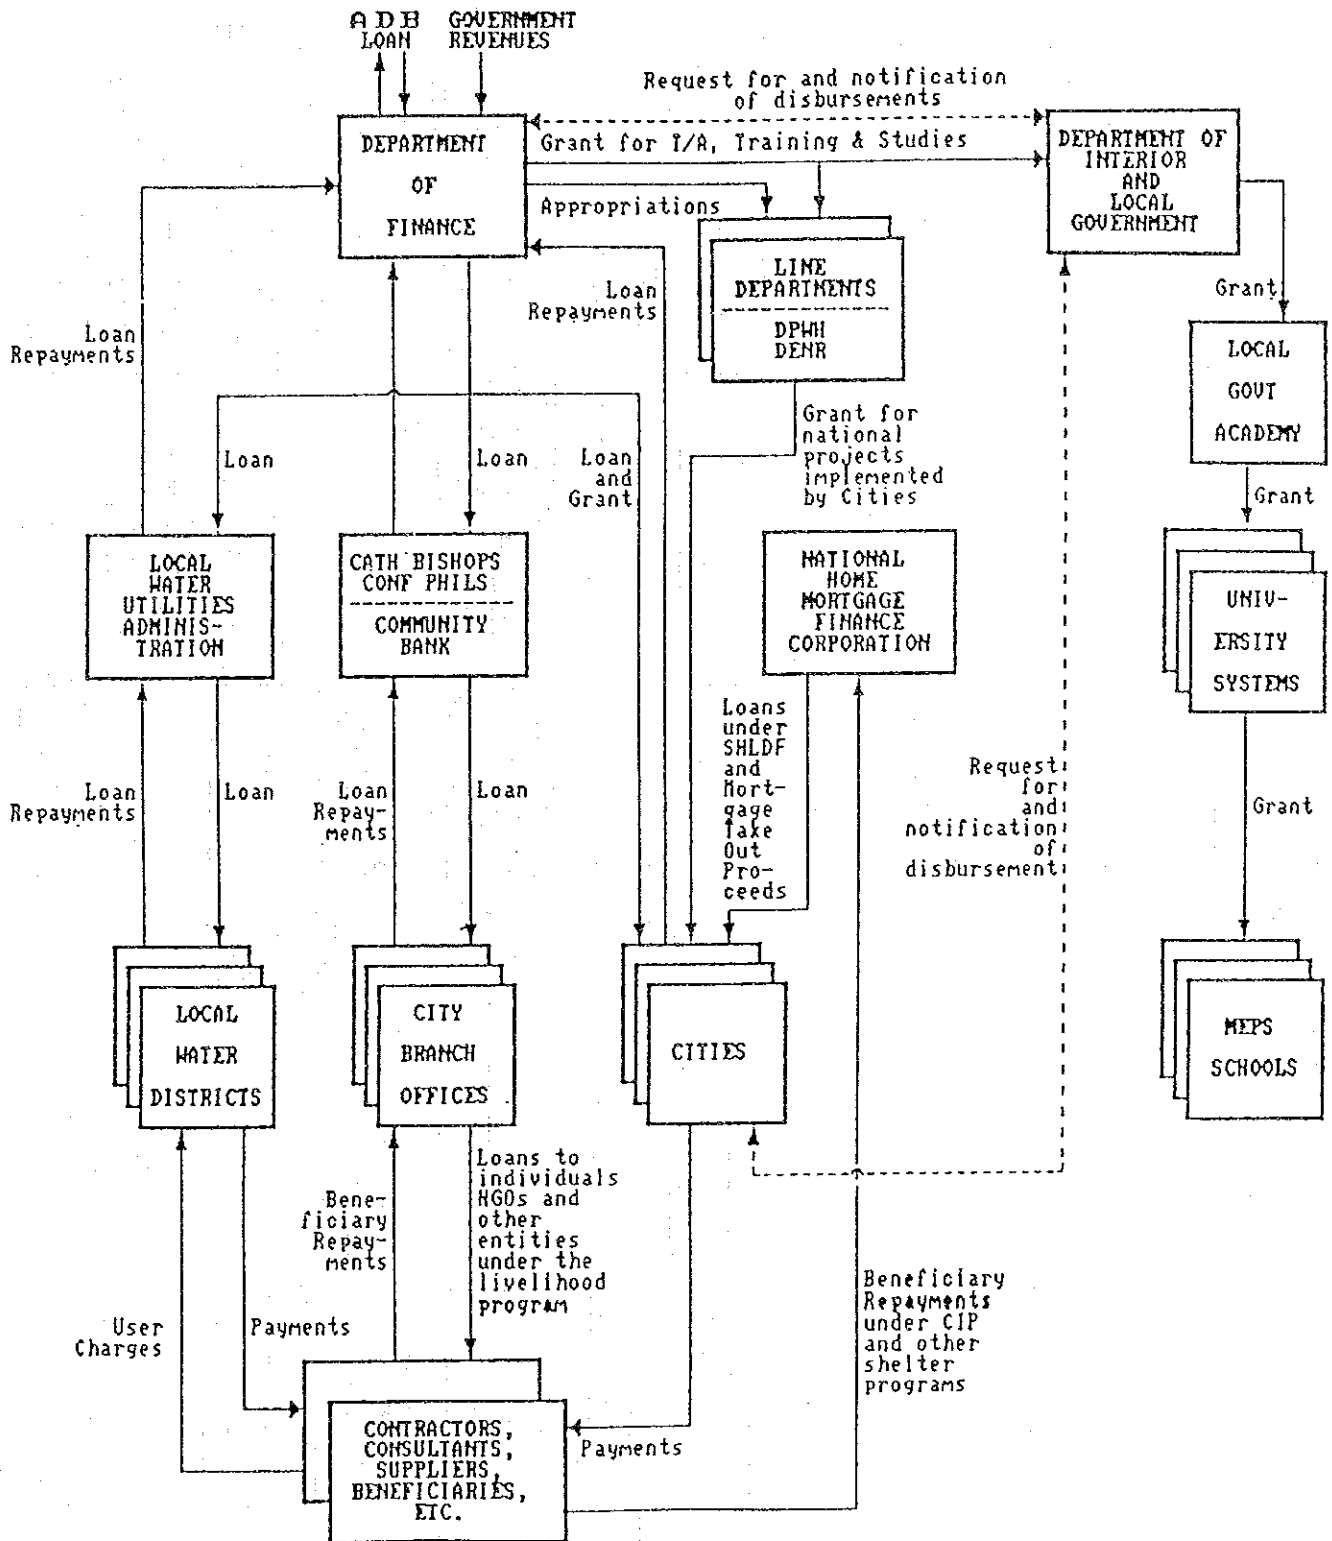 ADB
LOAN
GOVERNMENT
REVENUES
Request for and notification
of disbursements
DEPARTMENT
OF
FINANCE
Grant for T/A, Training & Studies
Appropriations
DEPARTMENT OF
INTERIOR
AND
LOCAL
GOVERNMENT
LINE
DEPARTMENTS
DPWH
DENR
Loan
Repayments
Loan
Repayments
Grant
LOCAL
GOVT
ACADEMY
Loan
Loan
Loan
and
Grant
Grant for
national
projects
implemented
by Cities
Grant
LOCAL
WATER
UTILITIES
ADMINIS-
TRATION
CATH BISHOPS
CONF PHILS
COMMUNITY
BANK
NATIONAL
HOME
MORTGAGE
FINANCE
CORPORATION
UNIV-
ERSITY
SYSTEMS
Loan
Repayments
Loan
Loan
Repay-
ments
Loan
Loans
under
SHLDF
and
Mort-
gage
Take
Out
Pro-
ceeds
Request
for
and
notification
of
disbursement
Grant
LOCAL
WATER
DISTRICTS
CITY
BRANCH
OFFICES
CITIES
MEPS
SCHOOLS
Bene-
ficiary
Repay-
ments
Loans to
individuals
NGOs and
other
entities
under the
livelihood
program
User
Charges
Payments
Beneficiary
Repayments
under CIP
and other
shelter
programs
CONTRACTORS,
CONSULTANTS,
SUPPLIERS,
BENEFICIARIES,
ETC.
Payments